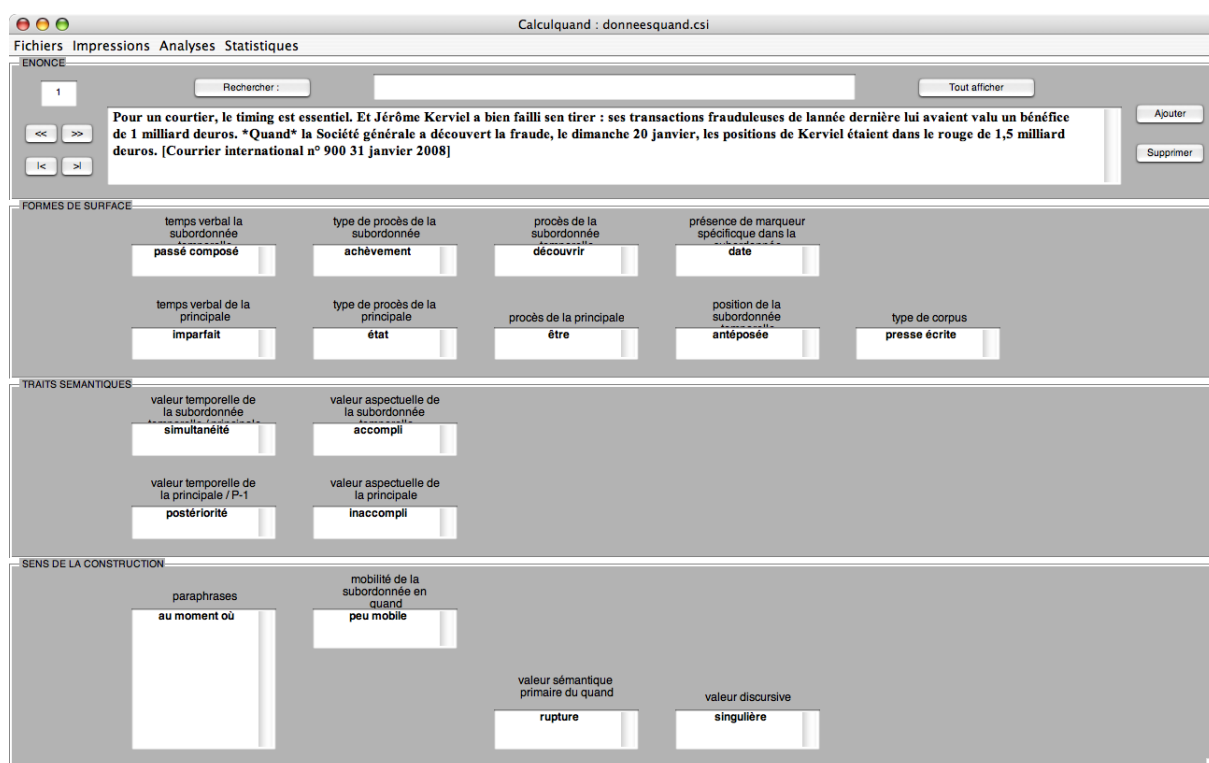 Calculquand : donneesquand.csi
Fichiers Impressions Analyses Statistiques
ENONCE
1
Rechercher :
Tout afficher
Pour un courtier, le timing est essentiel. Et Jérôme Kerviel a bien failli sen tirer : ses transactions frauduleuses de lannée dernière lui avaient valu un bénéfice
de 1 milliard deuros. *Quand* la Société générale a découvert la fraude, le dimanche 20 janvier, les positions de Kerviel étaient dans le rouge de 1,5 milliard
deuros. [Courrier international n° 900 31 janvier 2008]
Ajouter
Supprimer
<< >>
|< >|
FORMES DE SURFACE
temps verbal la
subordonnée
temporelle
passé composé
type de procès de la
subordonnée
achèvement
procès de la
subordonnée
temporelle
découvrir
présence de marqueur
spécificque dans la
subordonnée
date
temps verbal de la
principale
imparfait
type de procès de la
principale
état
procès de la principale
être
position de la
subordonnée
temporelle
antéposée
type de corpus
presse écrite
TRAITS SEMANTIQUES
valeur temporelle de
la subordonnée
temporelle / principale
simultanéité
valeur aspectuelle de
la subordonnée
temporelle
accompli
valeur temporelle de
la principale / P-1
postériorité
valeur aspectuelle de
la principale
inaccompli
SENS DE LA CONSTRUCTION
paraphrases
au moment où
mobilité de la
subordonnée en
quand
peu mobile
valeur sémantique
primaire du quand
rupture
valeur discursive
singulière